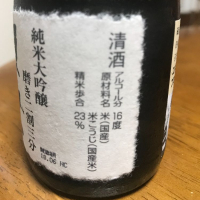 清酒
アルコール分 16度
原材料名 米(国産)
米こうじ(国産米)
精米歩合 23%
純米大吟醸
磨き二割三分
18.06